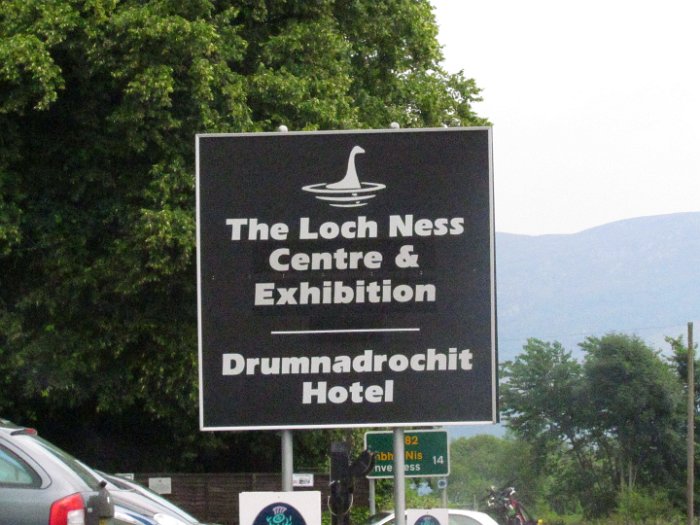 The Loch Ness
Centre &
Exhibition
Drumnadrochit
Hotel
82
14